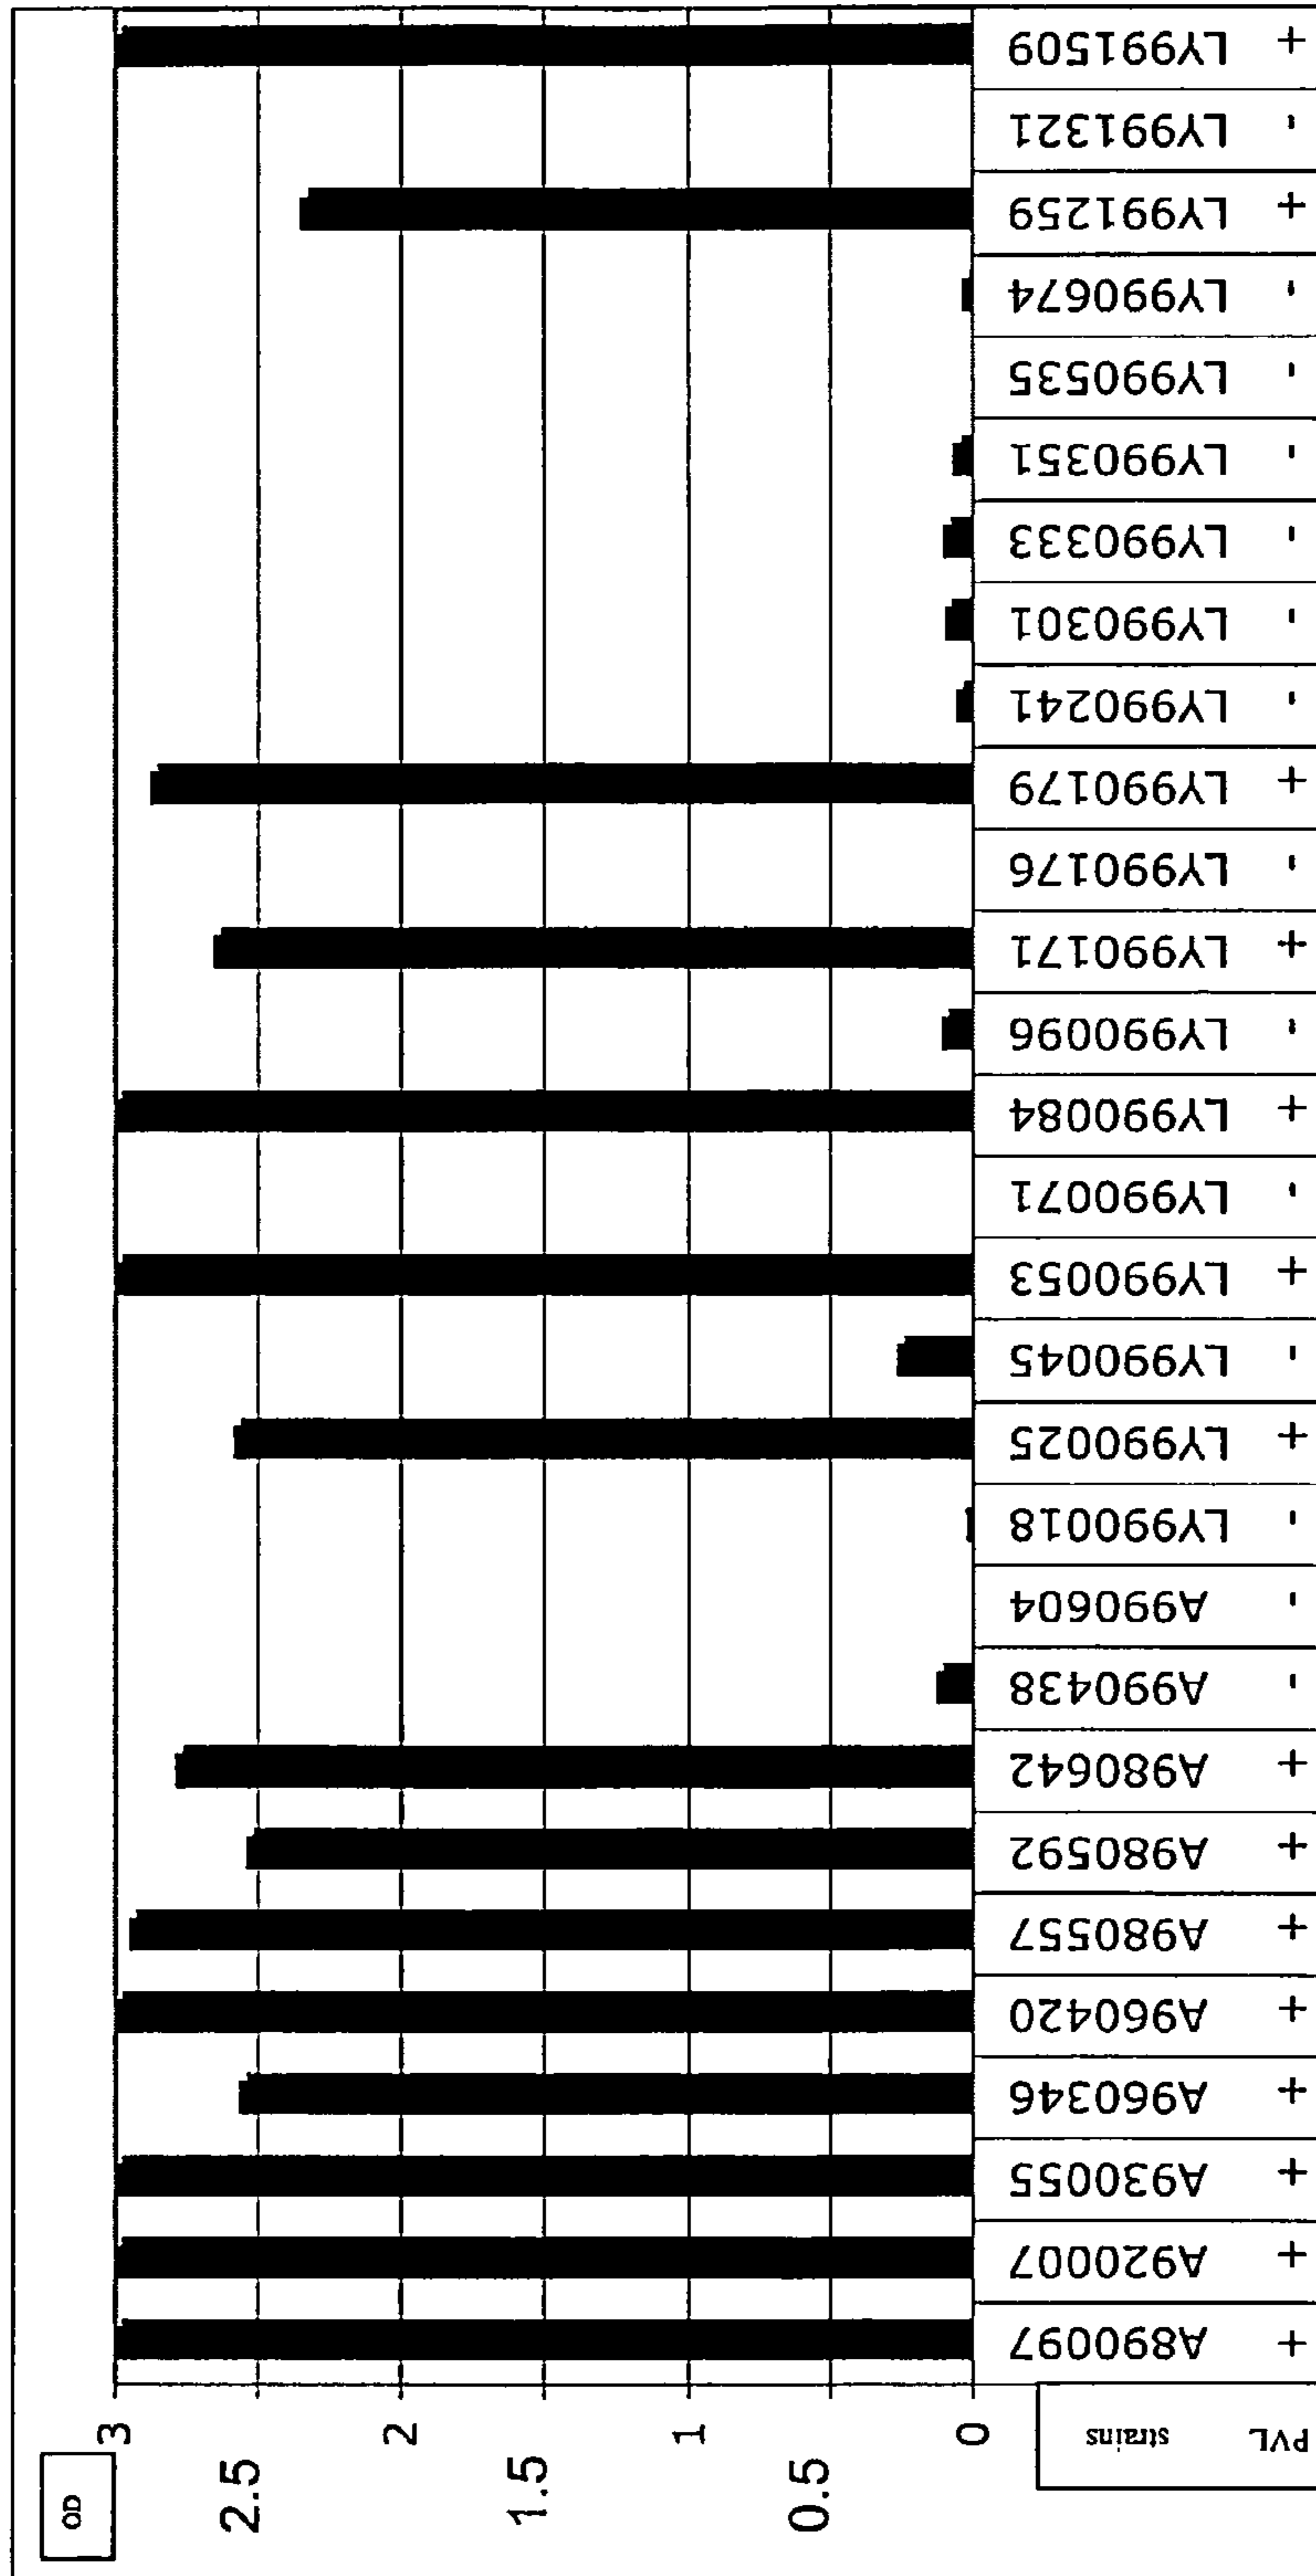 OD
3
2.5
2
1.5
1
0.5
0
strains
A890097
A920007
A930055
A960346
A960420
A980557
A980592
A980642
A990438
A990604
LY990018
LY990025
LY990045
LY990053
LY990071
LY990084
LY990096
LY990171
LY990176
LY990179
LY990241
LY990301
LY990333
LY990351
LY990535
LY990674
LY991259
LY991321
LY991509
PVL
+
+
+
+
+
+
+
+
-
-
-
+
-
+
-
+
-
+
-
+
-
-
-
-
-
-
+
-
+